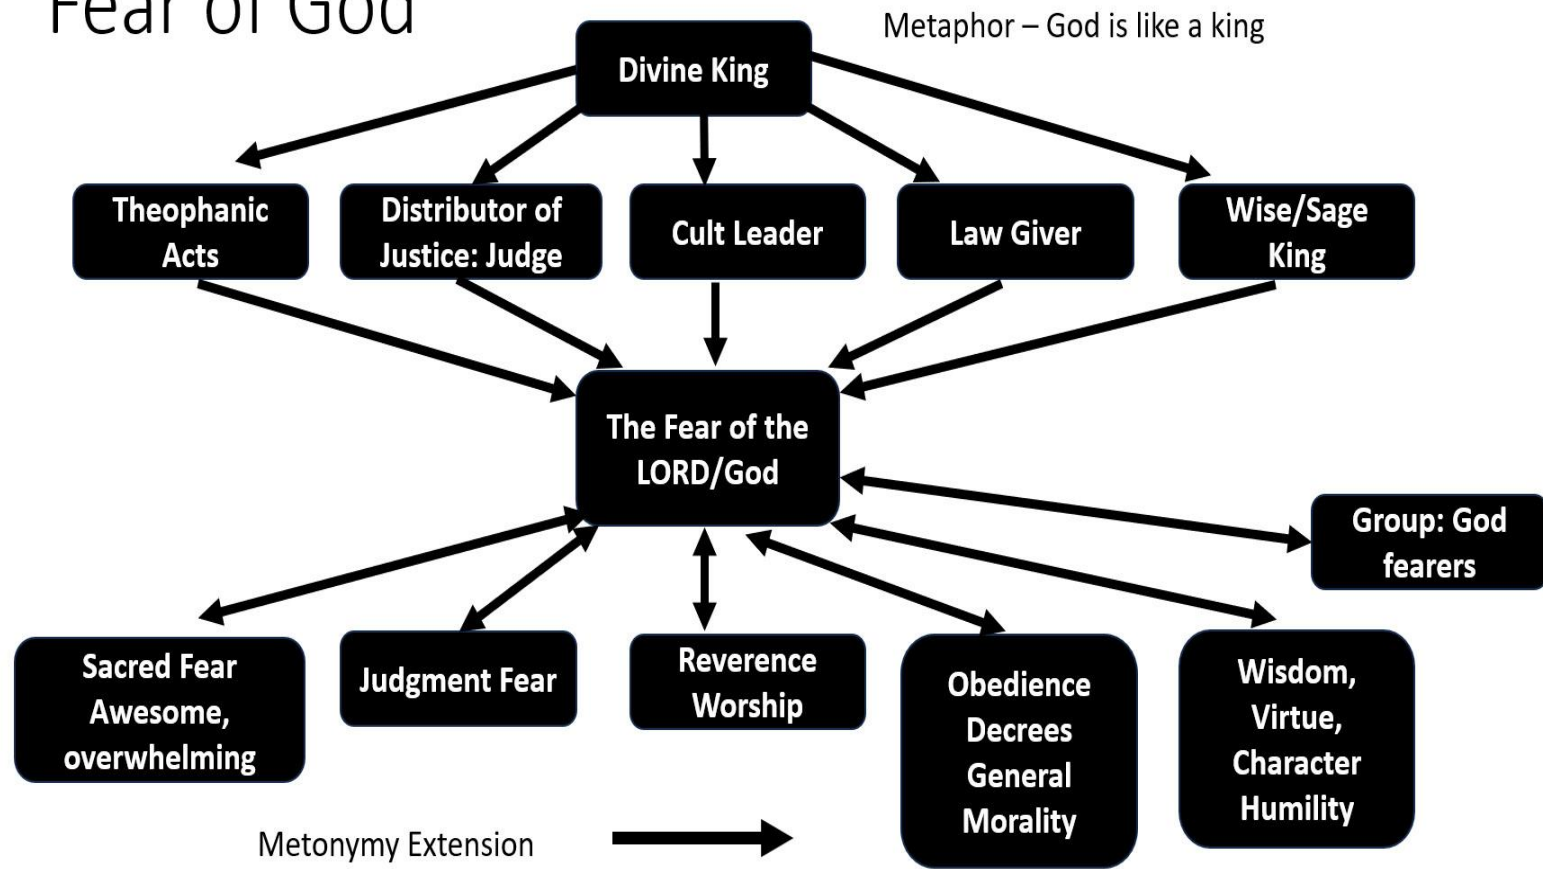 Fear of God
Metaphor – God is like a king
Divine King
Theophanic
Acts
Distributor of
Justice: Judge
Cult Leader
Law Giver
Wise/Sage
King
The Fear of the
LORD/God
Group: God
fearers
Sacred Fear
Awesome,
overwhelming
Judgment Fear
Reverence
Worship
Obedience
Decrees
General
Morality
Wisdom,
Virtue,
Character
Humility
Metonymy Extension